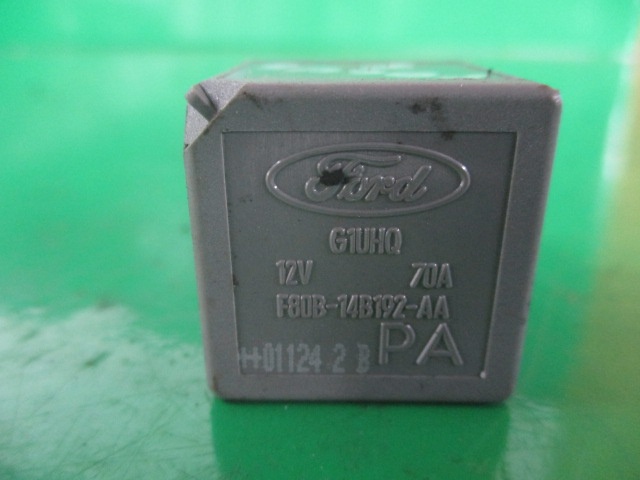 Ford
G1UHQ
12V 70A
F80B-14B192-AA
PA
++01124 2 B